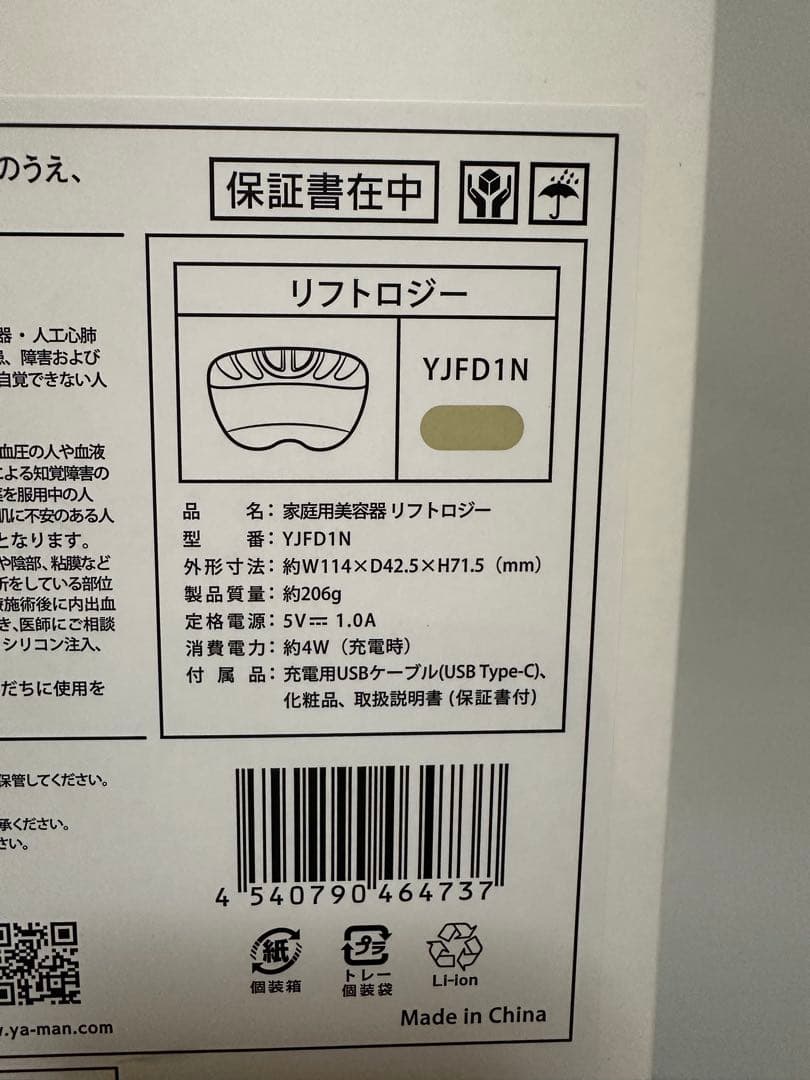 のうえ、
保証書在中
リフトロジー
YJFD1N
器・人工心肺
、障害および
自覚できない人
血圧の人や血液
による知覚障害の
を服用中の人
肌に不安のある人
となります。
や陰部、粘膜など
折をしている部位
施術後に内出血
き、医師にご相談
シリコン注入、
だちに使用を
品名：家庭用美容器 リフトロジー
型番：YJFD1N
外形寸法：約W114×D42.5×H71.5（mm）
製品質量：約206g
定格電源：5V⎓ 1.0A
消費電力：約4W（充電時）
付属品：充電用USBケーブル(USB Type-C)、
化粧品、取扱説明書 (保証書付)
保管してください。
承ください。
さい。
4 540790 464737
紙
個装箱
プラ
トレー
個装袋
Li-ion
.ya-man.com
Made in China